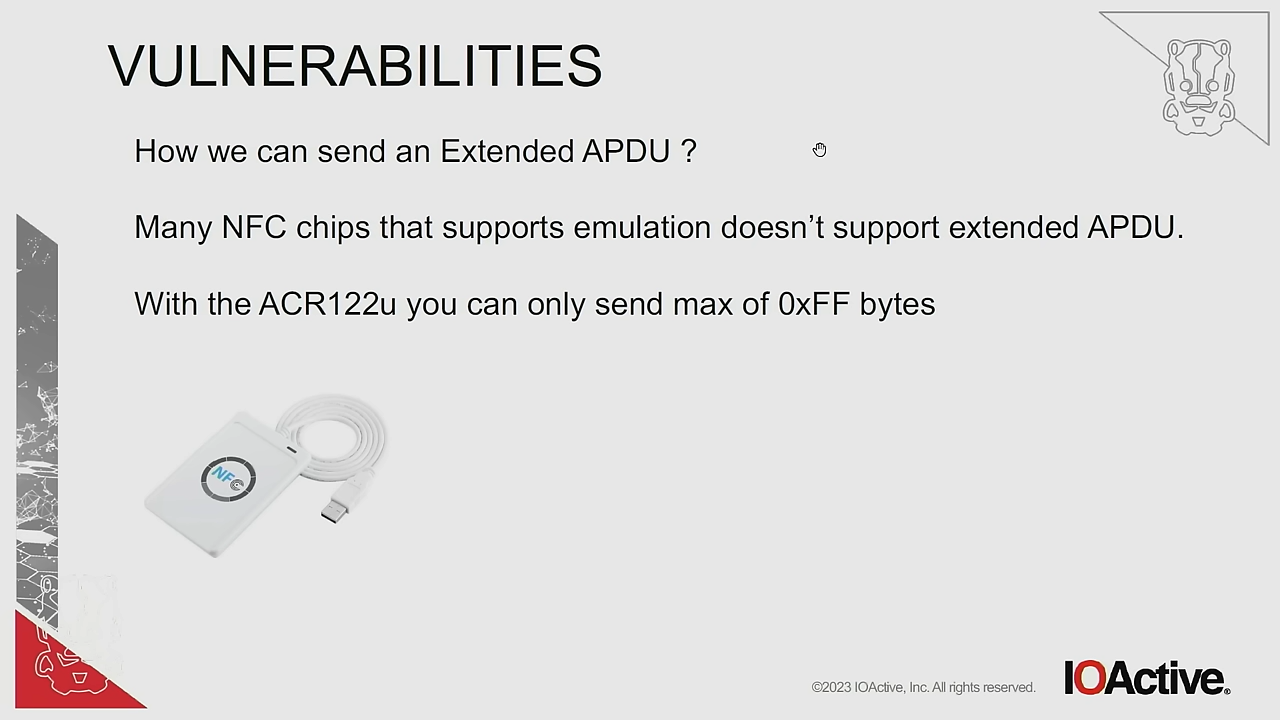 VULNERABILITIES
How we can send an Extended APDU ?
Many NFC chips that supports emulation doesn’t support extended APDU.
With the ACR122u you can only send max of 0xFF bytes
NFC
©2023 IOActive, Inc. All rights reserved.
IOActive®